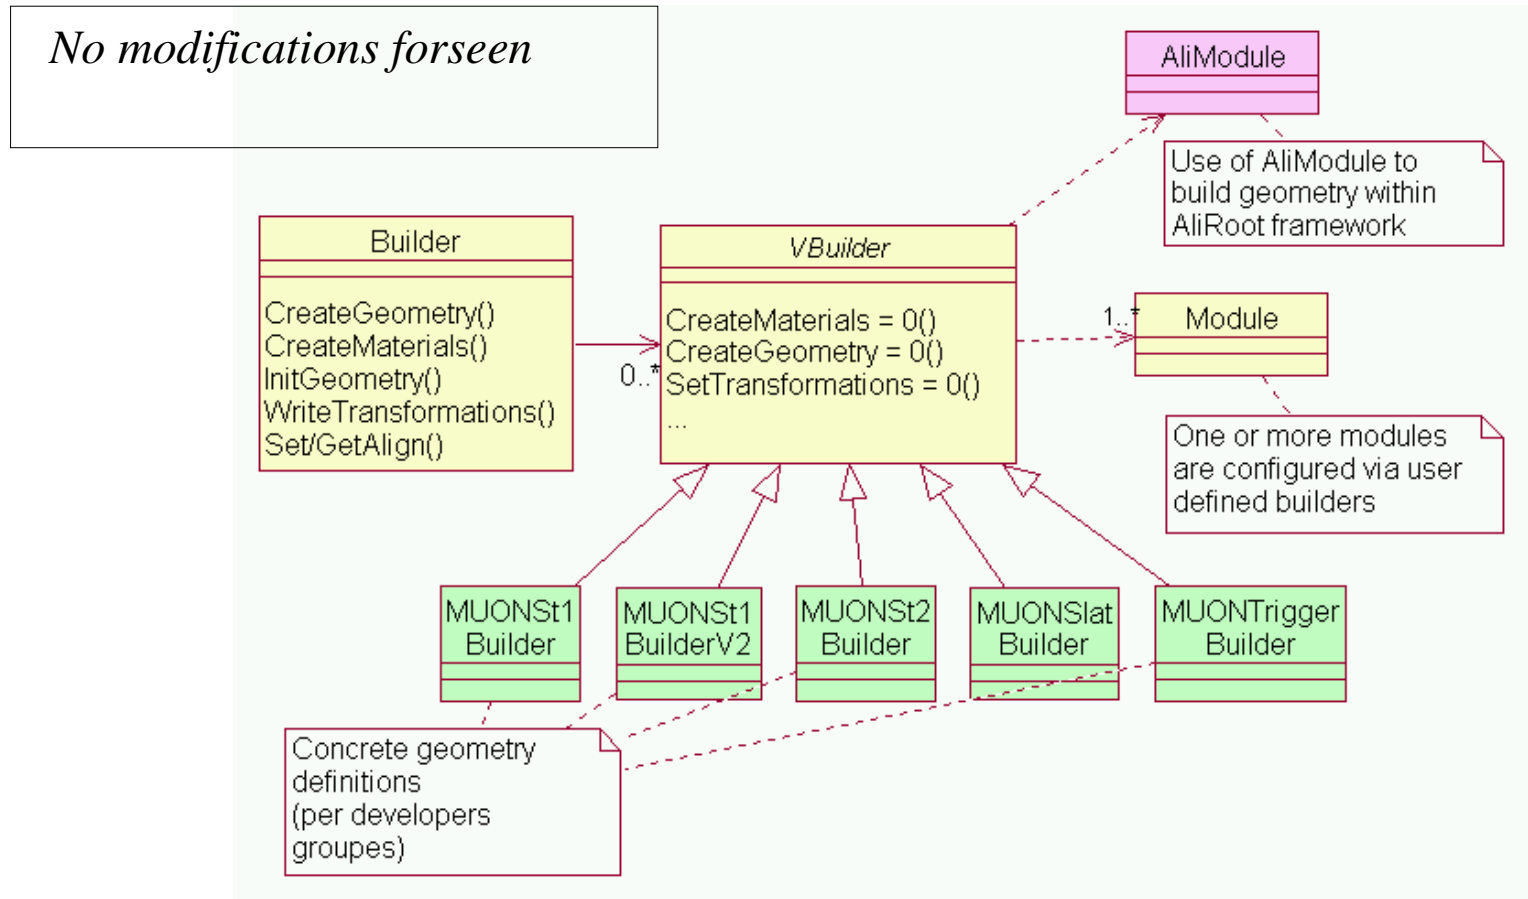 No modifications forseen
AliModule
Use of AliModule to
build geometry within
AliRoot framework
Builder
CreateGeometry()
CreateMaterials()
InitGeometry()
WriteTransformations()
Set/GetAlign()
0..*
VBuilder
CreateMaterials = 0()
CreateGeometry = 0()
SetTransformations = 0()
...
1..*
Module
One or more modules
are configured via user
defined builders
MUONSt1
Builder
MUONSt1
BuilderV2
MUONSt2
Builder
MUONSlat
Builder
MUONTrigger
Builder
Concrete geometry
definitions
(per developers
groupes)